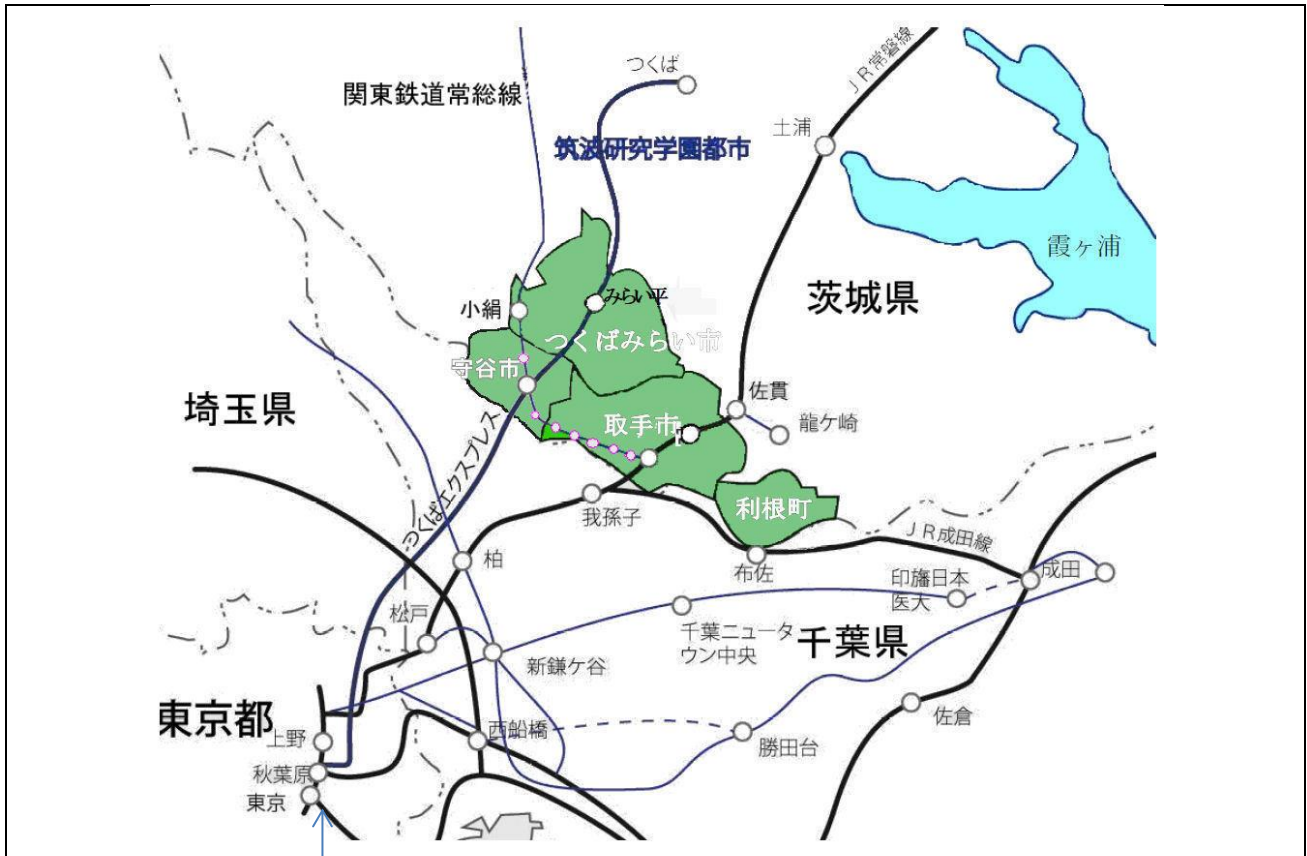 つくば
JR常磐線
関東鉄道常総線
土浦
筑波研究学園都市
霞ヶ浦
みらい平
茨城県
小絹
つくばみらい市
守谷市
佐貫
埼玉県
取手市
龍ケ崎
つくばエクスプレス
利根町
我孫子
JR成田線
柏
布佐
印旛日本
医大
成田
松戸
千葉ニュータ
ウン中央
千葉県
新鎌ケ谷
東京都
上野
西船橋
佐倉
勝田台
秋葉原
東京